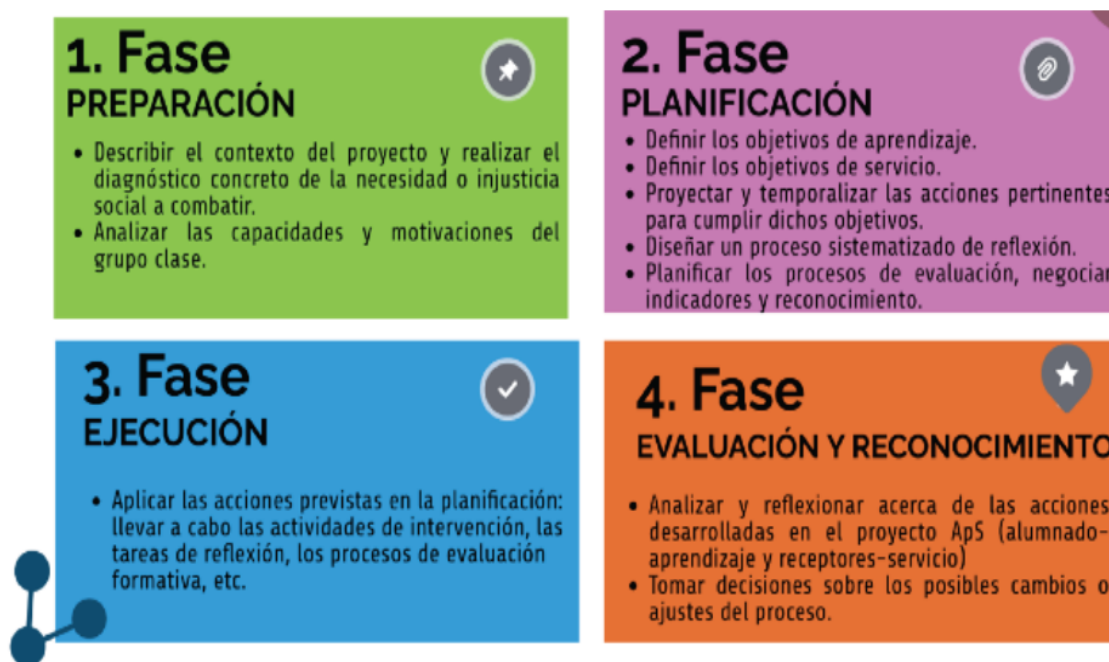 1. Fase
PREPARACIÓN
• Describir el contexto del proyecto y realizar el
diagnóstico concreto de la necesidad o injusticia
social a combatir.
• Analizar las capacidades y motivaciones del
grupo clase.
2. Fase
PLANIFICACIÓN
• Definir los objetivos de aprendizaje.
• Definir los objetivos de servicio.
• Proyectar y temporalizar las acciones pertinentes
para cumplir dichos objetivos.
• Diseñar un proceso sistematizado de reflexión.
• Planificar los procesos de evaluación, negociar
indicadores y reconocimiento.
3. Fase
EJECUCIÓN
• Aplicar las acciones previstas en la planificación:
llevar a cabo las actividades de intervención, las
tareas de reflexión, los procesos de evaluación
formativa, etc.
4. Fase
EVALUACIÓN Y RECONOCIMIENTO
• Analizar y reflexionar acerca de las acciones
desarrolladas en el proyecto ApS (alumnado-
aprendizaje y receptores-servicio)
• Tomar decisiones sobre los posibles cambios o
ajustes del proceso.